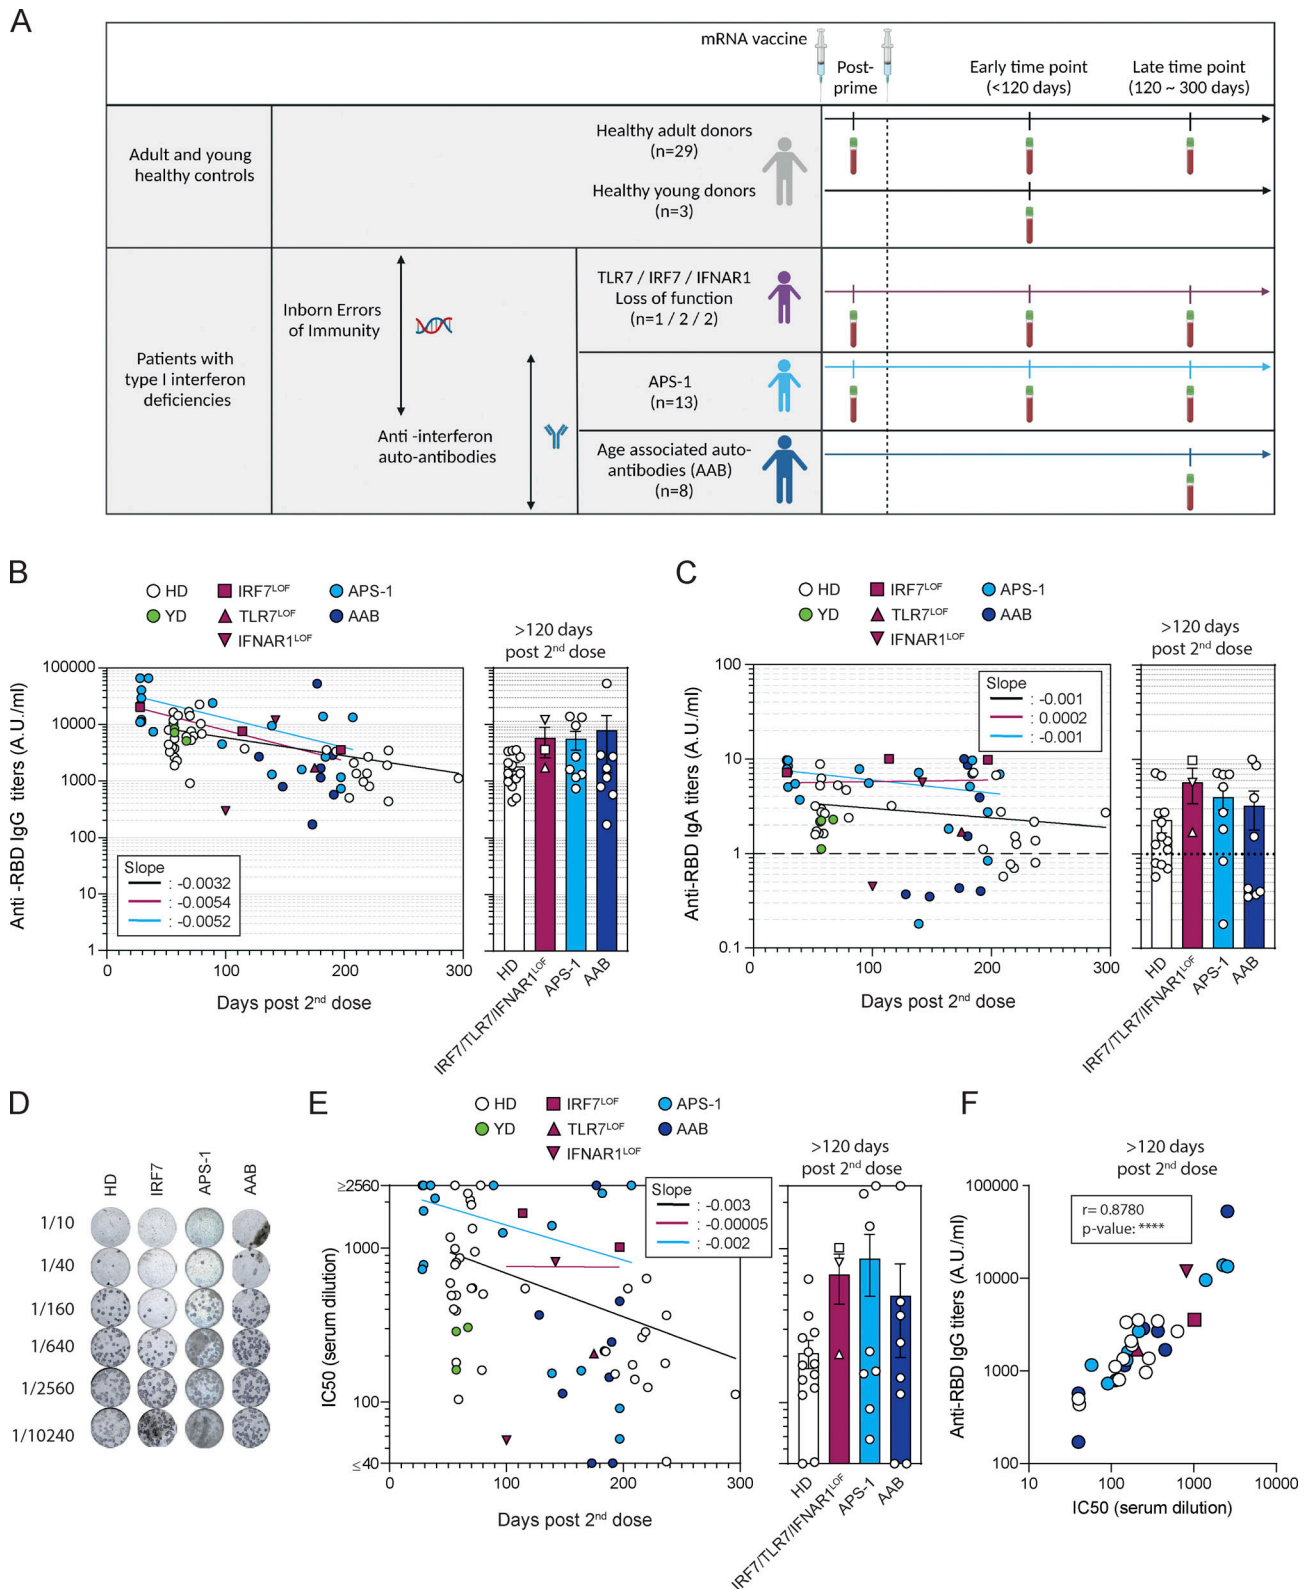 A
mRNA vaccine
Post-
prime
Early time point
(<120 days)
Late time point
(120 ~ 300 days)
Adult and young
healthy controls
Healthy adult donors
(n=29)
Healthy young donors
(n=3)
Patients with
type I interferon
deficiencies
Inborn Errors
of Immunity
Anti -interferon
auto-antibodies
TLR7 / IRF7 / IFNAR1
Loss of function
(n=1 / 2 / 2)
APS-1
(n=13)
Age associated auto-
antibodies (AAB)
(n=8)
B
HD
IRF7LOF
APS-1
YD
TLR7LOF
AAB
IFNAR1LOF
>120 days
post 2nd dose
Anti -RBD IgG titers (A.U./ml)
100000
10000
1000
100
10
1
Slope
: -0.0032
: -0.0054
: -0.0052
0
100
200
300
Days post 2nd dose
HD
IRF7/TLR7/IFNAR1LOF
APS-1
AAB
C
HD
IRF7LOF
APS-1
YD
TLR7LOF
AAB
IFNAR1LOF
>120 days
post 2nd dose
Anti-RBD IgA titers (A.U./ml)
100
10
1
0.1
Slope
: -0.001
: 0.0002
: -0.001
0
100
200
300
Days post 2nd dose
HD
IRF7/TLR7/IFNAR1LOF
APS-1
AAB
D
HD
IRF7
APS-1
AAB
1/10
1/40
1/160
1/640
1/2560
1/10240
E
HD
IRF7LOF
APS-1
YD
TLR7LOF
AAB
IFNAR1LOF
>120 days
post 2nd dose
IC50 (serum dilution)
≥2560
1000
100
≤40
Slope
: -0.003
: -0.00005
: -0.002
0
100
200
300
Days post 2nd dose
HD
IRF7/TLR7/IFNAR1LOF
APS-1
AAB
F
>120 days
post 2nd dose
Anti-RBD IgG titers (A.U./ml)
100000
10000
1000
100
r= 0.8780
p-value: ****
10
100
1000
10000
IC50 (serum dilution)